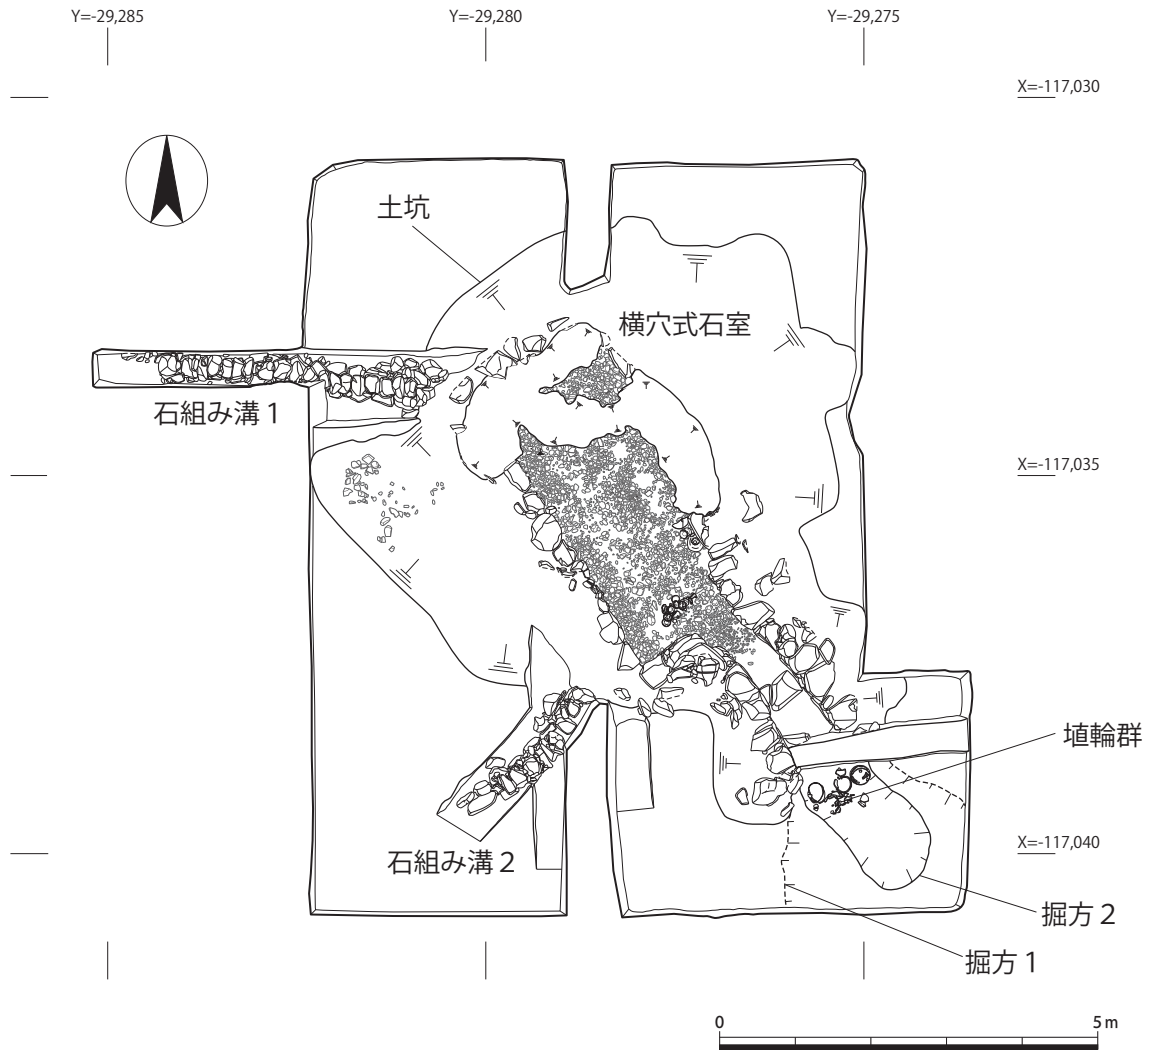 Y=-29,285
Y=-29,280
Y=-29,275
X=-117,030
土坑
横穴式石室
石組み溝 1
X=-117,035
埴輪群
X=-117,040
石組み溝 2
掘方 2
掘方 1
0
5 m